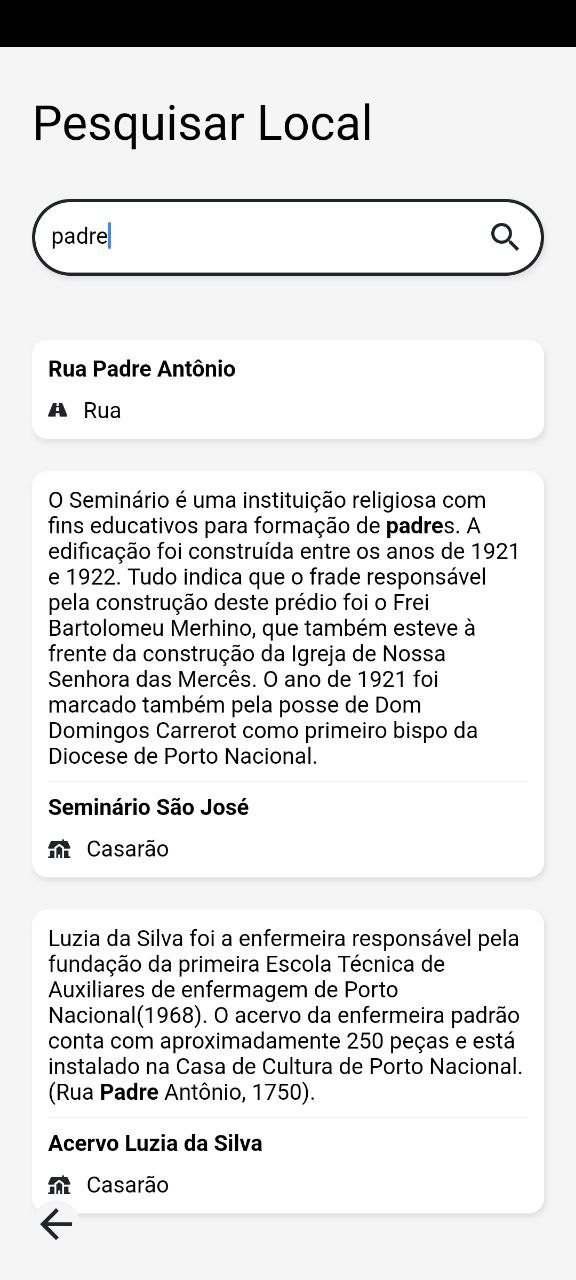 Pesquisar Local
padre
Rua Padre Antônio
Rua
O Seminário é uma instituição religiosa com
fins educativos para formação de padres. A
edificação foi construída entre os anos de 1921
e 1922. Tudo indica que o frade responsável
pela construção deste prédio foi o Frei
Bartolomeu Merhino, que também esteve à
frente da construção da Igreja de Nossa
Senhora das Mercês. O ano de 1921 foi
marcado também pela posse de Dom
Domingos Carrerot como primeiro bispo da
Diocese de Porto Nacional.
Seminário São José
Casarão
Luzia da Silva foi a enfermeira responsável pela
fundação da primeira Escola Técnica de
Auxiliares de enfermagem de Porto
Nacional(1968). O acervo da enfermeira padrão
conta com aproximadamente 250 peças e está
instalado na Casa de Cultura de Porto Nacional.
(Rua Padre Antônio, 1750).
Acervo Luzia da Silva
Casarão